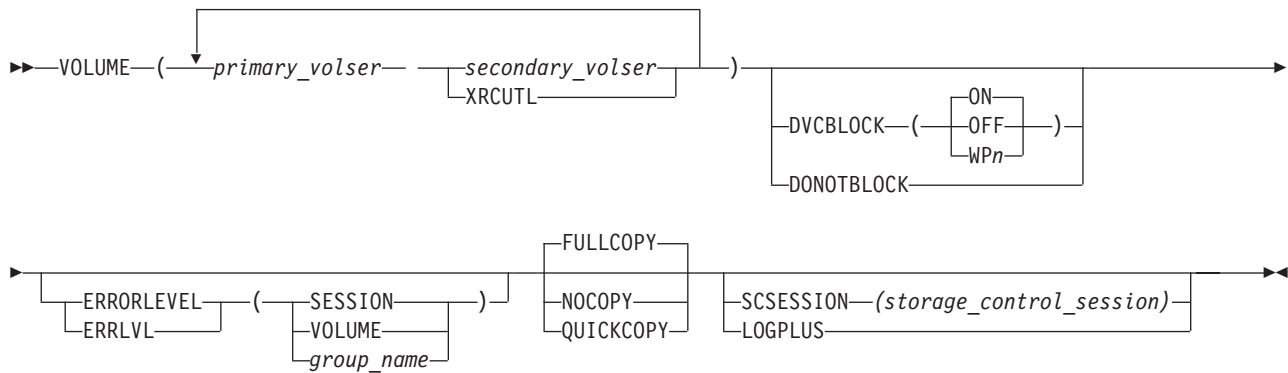 VOLUME ( primary_volser secondary_volser )
XRCUTL
DVCBLOCK ( ON )
OFF
WPn
DONOTBLOCK
ERRORLEVEL ( SESSION )
ERRLVL
VOLUME
group_name
FULLCOPY
NOCOPY
QUICKCOPY
SCSESSION (storage_control_session)
LOGPLUS